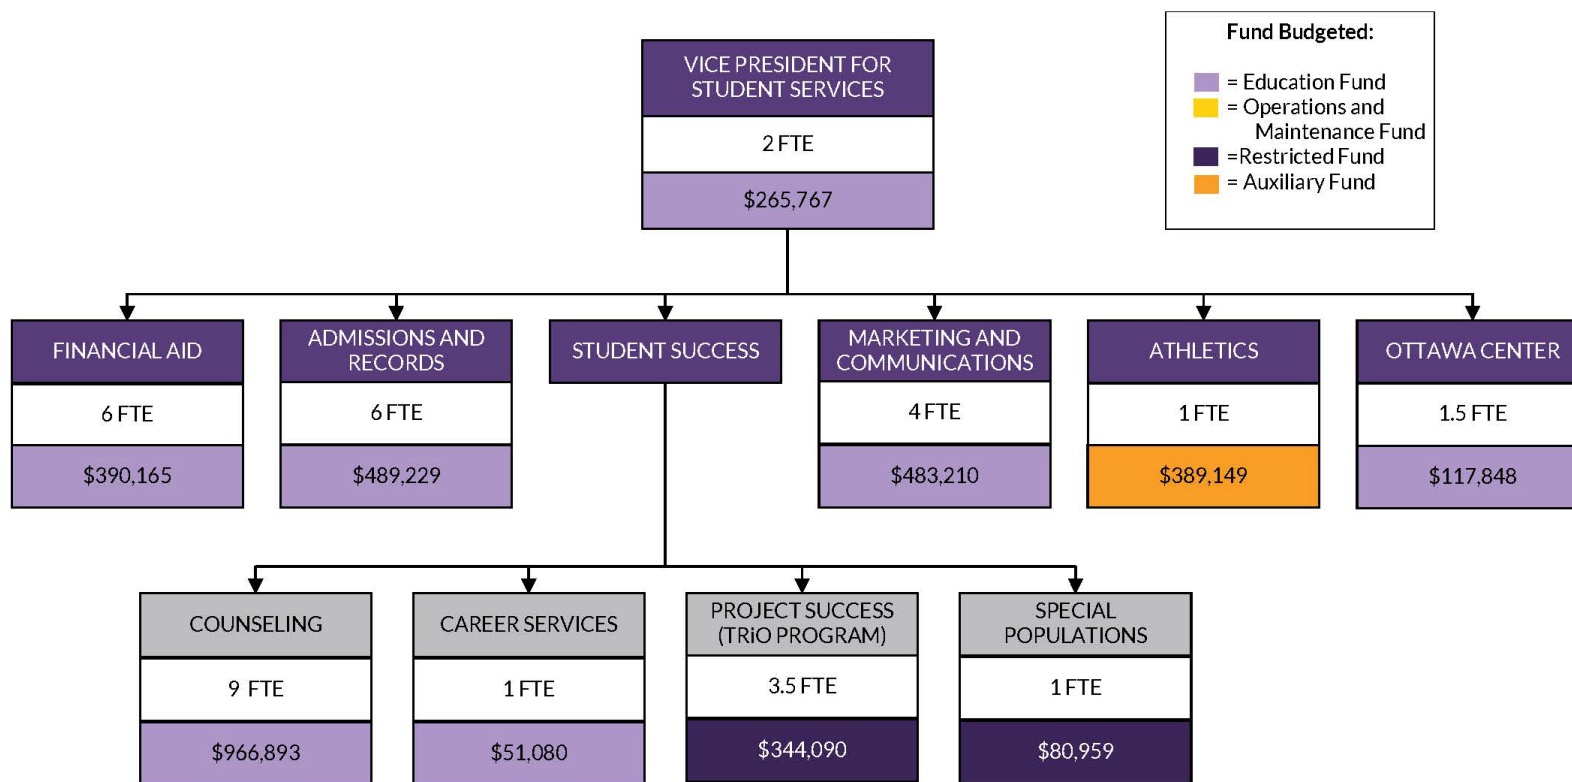 Fund Budgeted:
= Education Fund
= Operations and
Maintenance Fund
=Restricted Fund
= Auxiliary Fund
VICE PRESIDENT FOR
STUDENT SERVICES
2 FTE
$265,767
FINANCIAL AID
6 FTE
$390,165
ADMISSIONS AND
RECORDS
6 FTE
$489,229
STUDENT SUCCESS
MARKETING AND
COMMUNICATIONS
4 FTE
$483,210
ATHLETICS
1 FTE
$389,149
OTTAWA CENTER
1.5 FTE
$117,848
COUNSELING
9 FTE
$966,893
CAREER SERVICES
1 FTE
$51,080
PROJECT SUCCESS
(TRiO PROGRAM)
3.5 FTE
$344,090
SPECIAL
POPULATIONS
1 FTE
$80,959